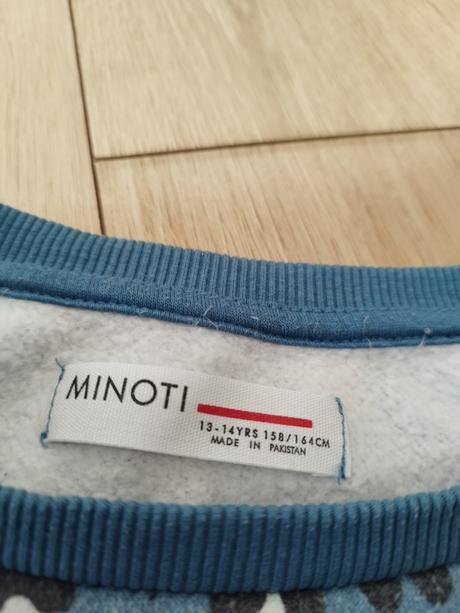 MINOTI
13-14YRS 158/164CM
MADE IN PAKISTAN